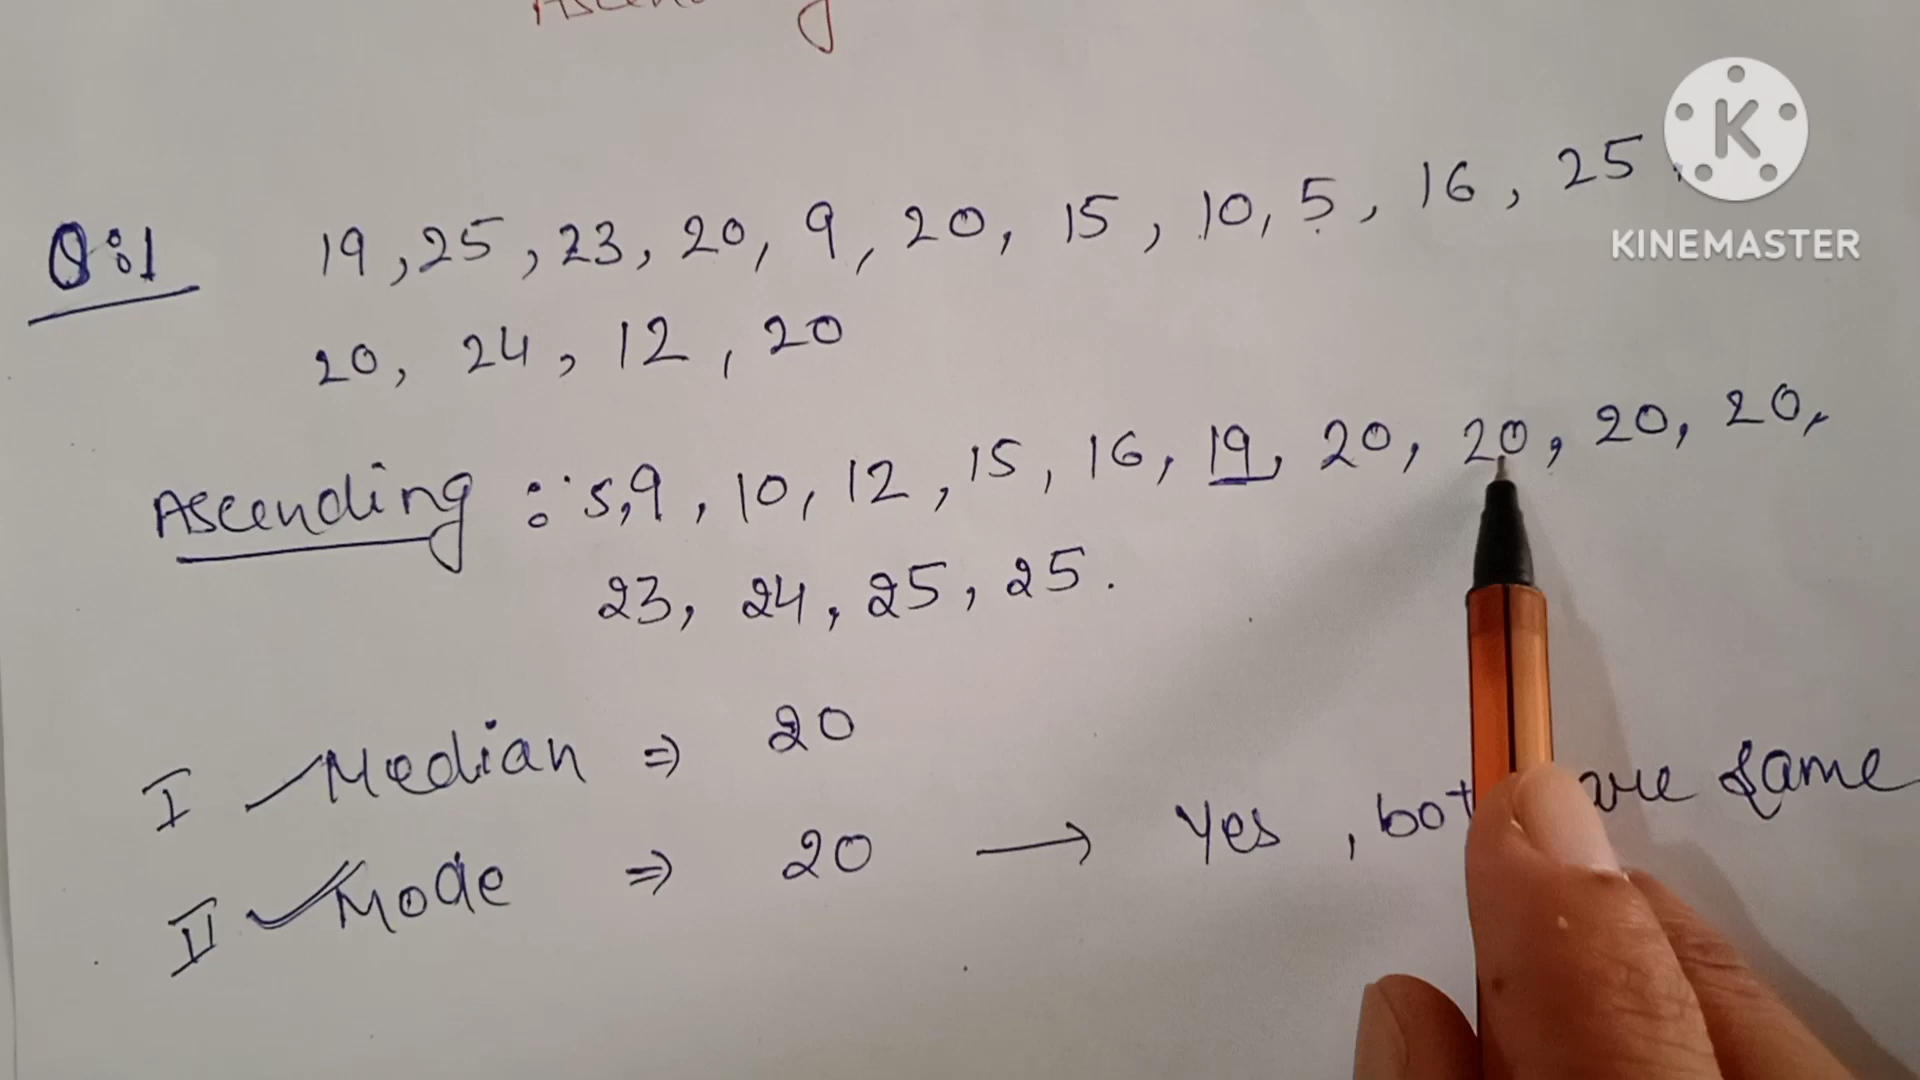 Ascending
Q:1 19, 25, 23, 20, 9, 20, 15, 10, 5, 16, 25.
K
KINEMASTER
20, 24, 12, 20
Ascending : 5, 9, 10, 12, 15, 16, 19, 20, 20, 20, 20,
23, 24, 25, 25.
I Median ⇒ 20
II Mode ⇒ 20 → Yes, both are same